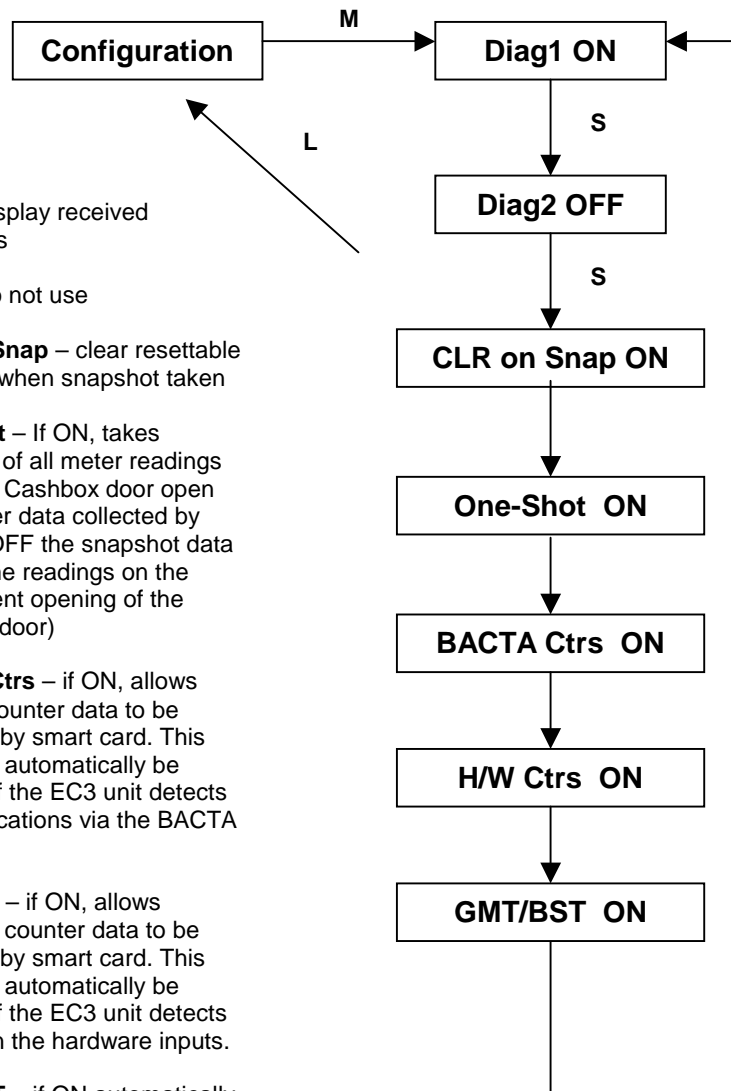 M
Configuration
Diag1 ON
S
L
Diag2 OFF
S
CLR on Snap ON
One-Shot ON
BACTA Ctrs ON
H/W Ctrs ON
GMT/BST ON
splay received
s
not use
Snap – clear resettable
when snapshot taken
t – If ON, takes
of all meter readings
Cashbox door open
er data collected by
OFF the snapshot data
ne readings on the
ent opening of the
door)
Ctrs – if ON, allows
ounter data to be
by smart card. This
automatically be
f the EC3 unit detects
cations via the BACTA
– if ON, allows
counter data to be
by smart card. This
automatically be
f the EC3 unit detects
n the hardware inputs.
if ON automatically